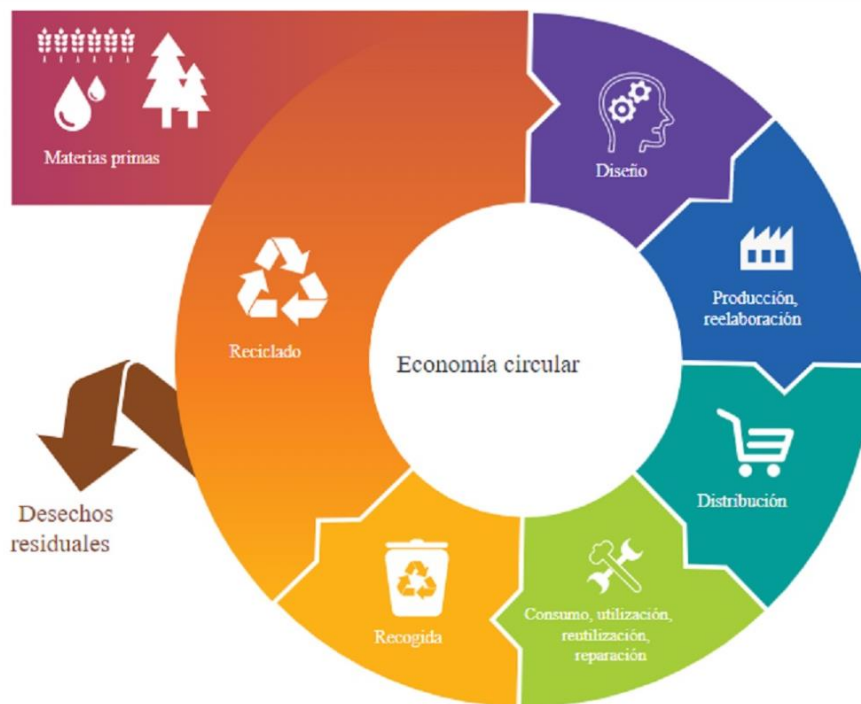 Materias primas
Diseño
Producción,
reelaboración
Distribución
Consumo, utilización,
reutilización,
reparación
Recogida
Reciclado
Desechos
residuales
Economía circular